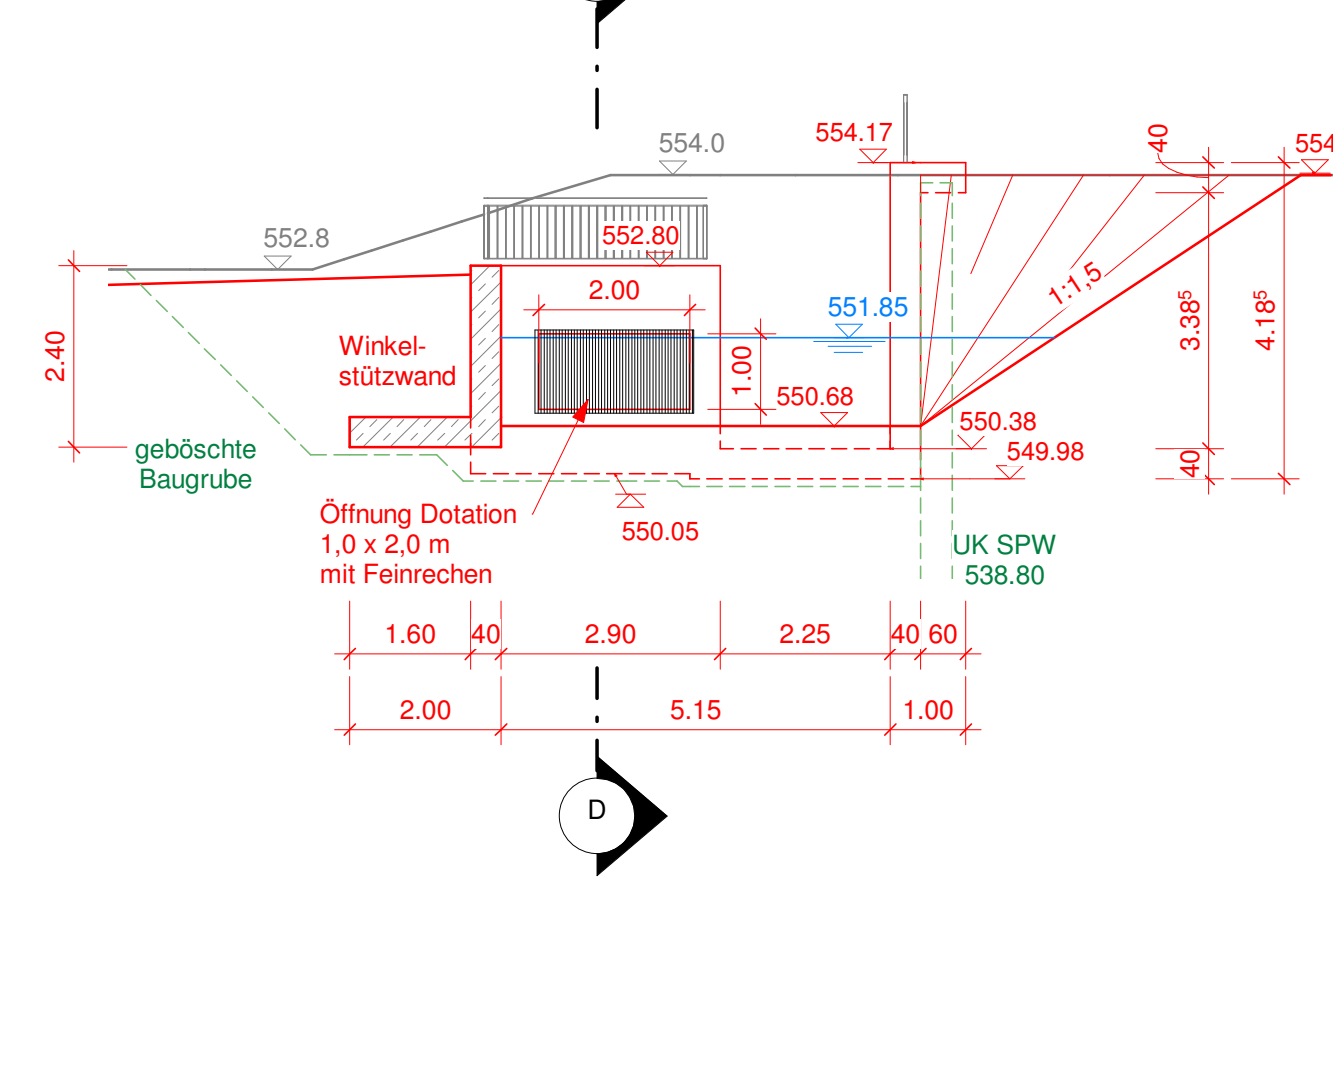 554.17
40
554
554.0
552.8
552.80
2.00
551.85
1:1,5
3.38⁵
4.18⁵
2.40
Winkel-
stützwand
1.00
550.68
550.38
549.98
40
geböschte
Baugrube
Öffnung Dotation
1,0 x 2,0 m
mit Feinrechen
550.05
UK SPW
538.80
1.60 40 2.90 2.25 40 60
2.00 5.15 1.00
D